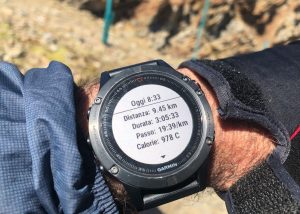 Oggi 8:33
Distanza: 9.45 km
Durata: 3:05:33
Passo: 19:39/km
Calorie: 978 C
GARMIN